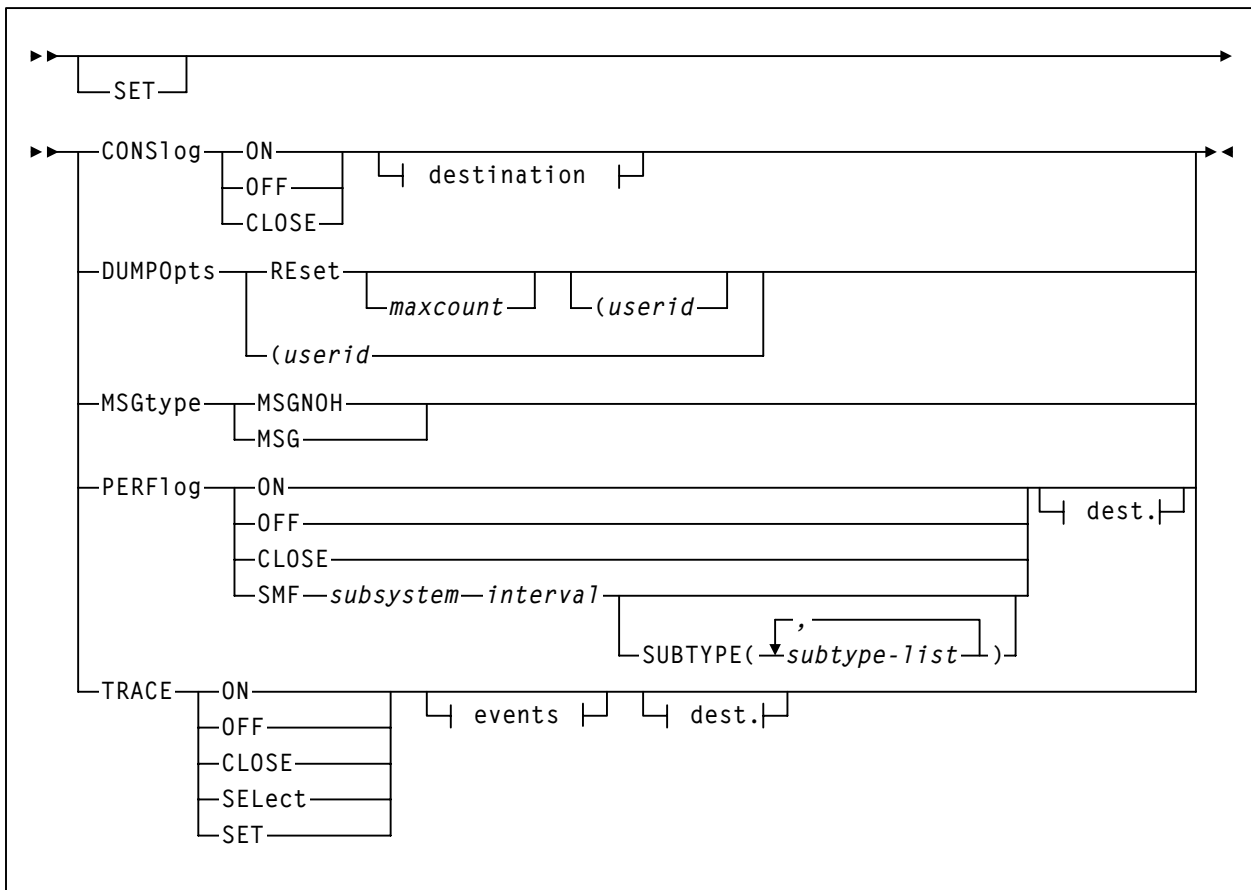 SET
CONSlog ON
destination
OFF
CLOSE
DUMPOpts REset
maxcount (userid
(userid
MSGtype MSGNOH
MSG
PERFlog ON
dest.
OFF
CLOSE
SMF subsystem interval
,
SUBTYPE( subtype-list )
TRACE ON
events dest.
OFF
CLOSE
SELect
SET